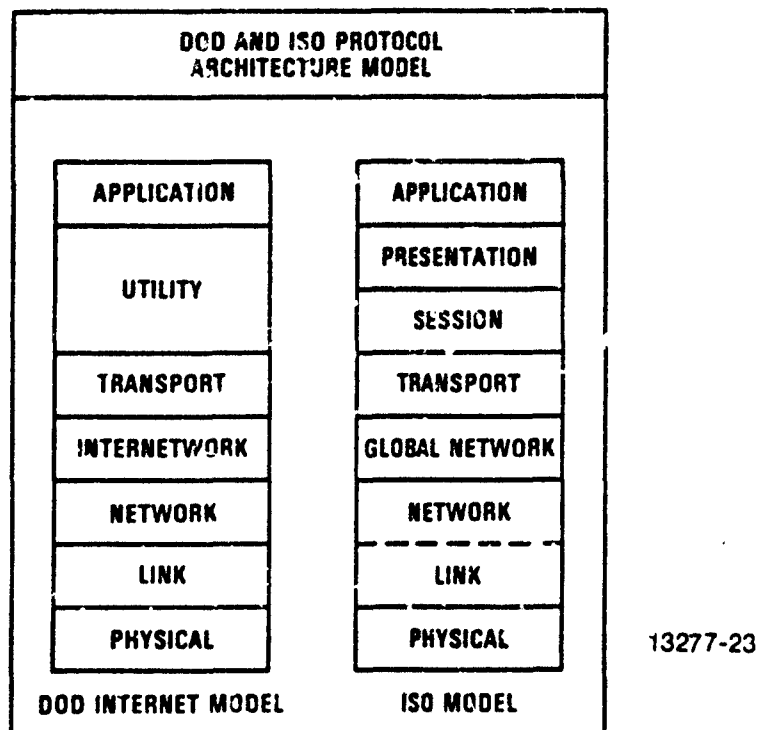 DOD AND ISO PROTOCOL
ARCHITECTURE MODEL
APPLICATION
UTILITY
TRANSPORT
INTERNETWORK
NETWORK
LINK
PHYSICAL
DOD INTERNET MODEL
APPLICATION
PRESENTATION
SESSION
TRANSPORT
GLOBAL NETWORK
NETWORK
LINK
PHYSICAL
ISO MODEL
13277-23